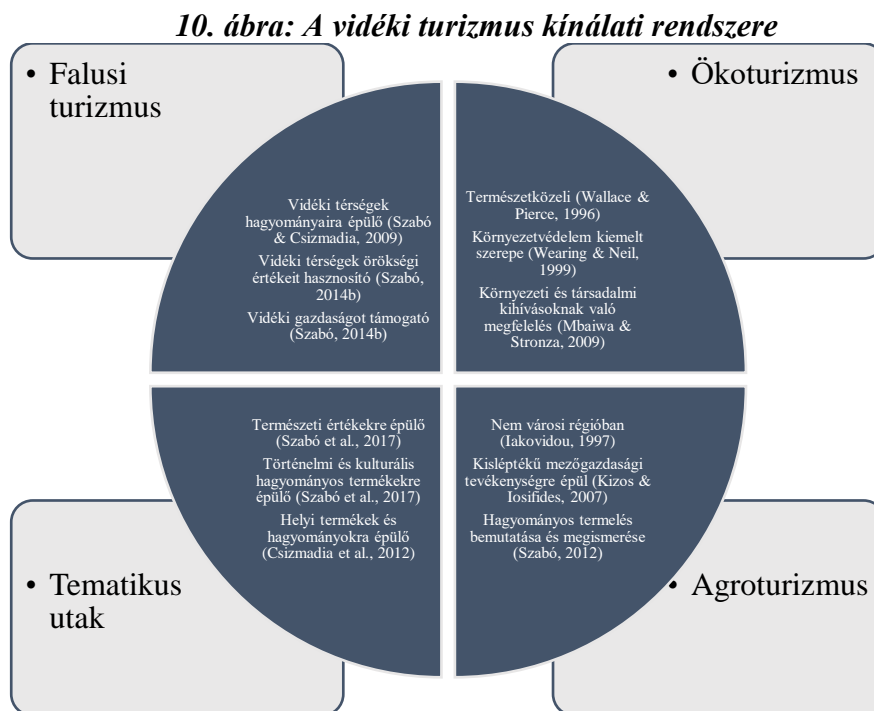 10. ábra: A vidéki turizmus kínálati rendszere
• Falusi
turizmus
Vidéki térségek
hagyományaira épülő (Szabó
& Csizmadia, 2009)
Vidéki térségek örökségi
értékeit hasznosító (Szabó,
2014b)
Vidéki gazdaságot támogató
(Szabó, 2014b)
• Ökoturizmus
Természetközeli (Wallace &
Pierce, 1996)
Környezetvédelem kiemelt
szerepe (Wearing & Neil,
1999)
Környezeti és társadalmi
kihívásoknak való
megfelelés (Mbaiwa &
Stronza, 2009)
Természeti értékekre épülő
(Szabó et al., 2017)
Történelmi és kulturális
hagyományos termékekre
épülő (Szabó et al., 2017)
Helyi termékek és
hagyományokra épülő
(Csizmadia et al., 2012)
• Tematikus
utak
Nem városi régióban
(Iakovidou, 1997)
Kisléptékű mezőgazdasági
tevékenységre épül (Kizos &
Iosifides, 2007)
Hagyományos termelés
bemutatása és megismerése
(Szabó, 2012)
• Agroturizmus